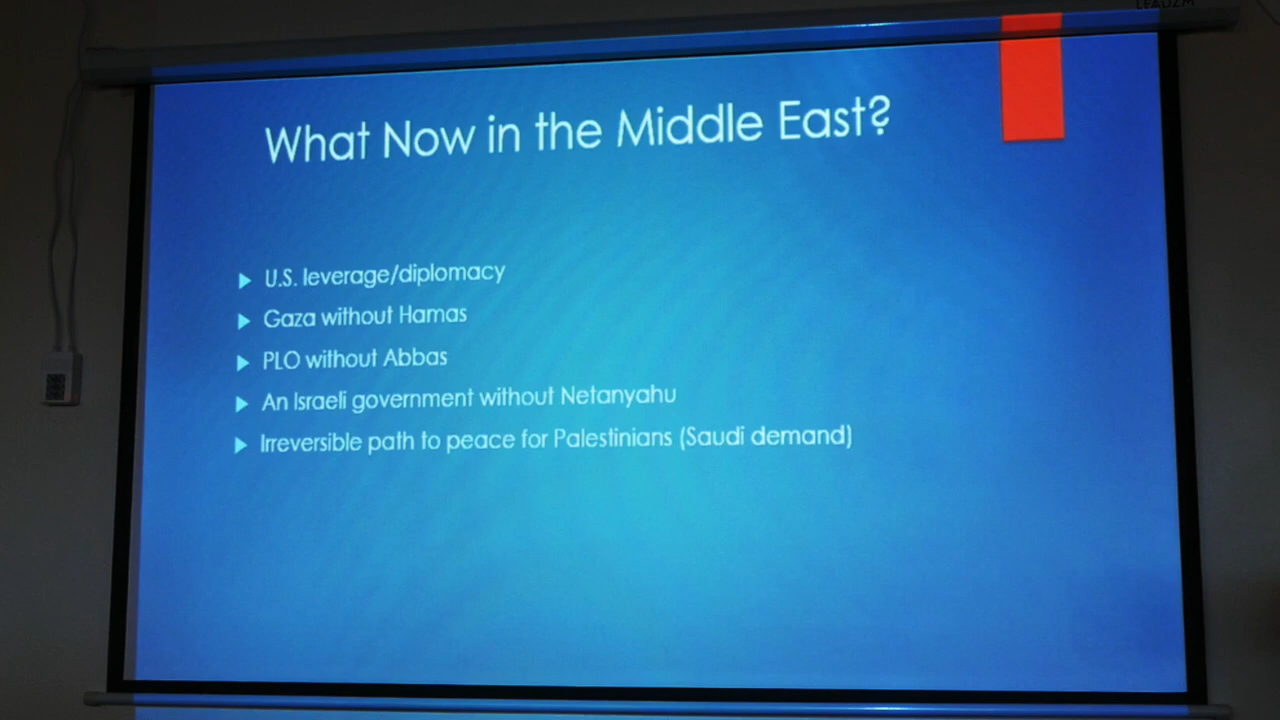 What Now in the Middle East?
U.S. leverage/diplomacy
Gaza without Hamas
PLO without Abbas
An Israeli government without Netanyahu
Irreversible path to peace for Palestinians (Saudi demand)